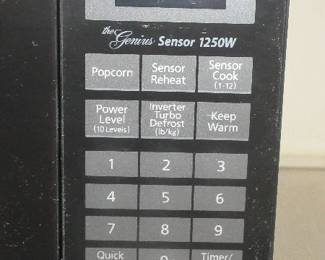 the Genius Sensor 1250W
Popcorn
Sensor
Reheat
Sensor
Cook
(1-12)
Power
Level
(10 Levels)
Inverter
Turbo
Defrost
(lb/kg)
Keep
Warm
1 2 3
4 5 6
7 8 9
Quick
0
Timer/